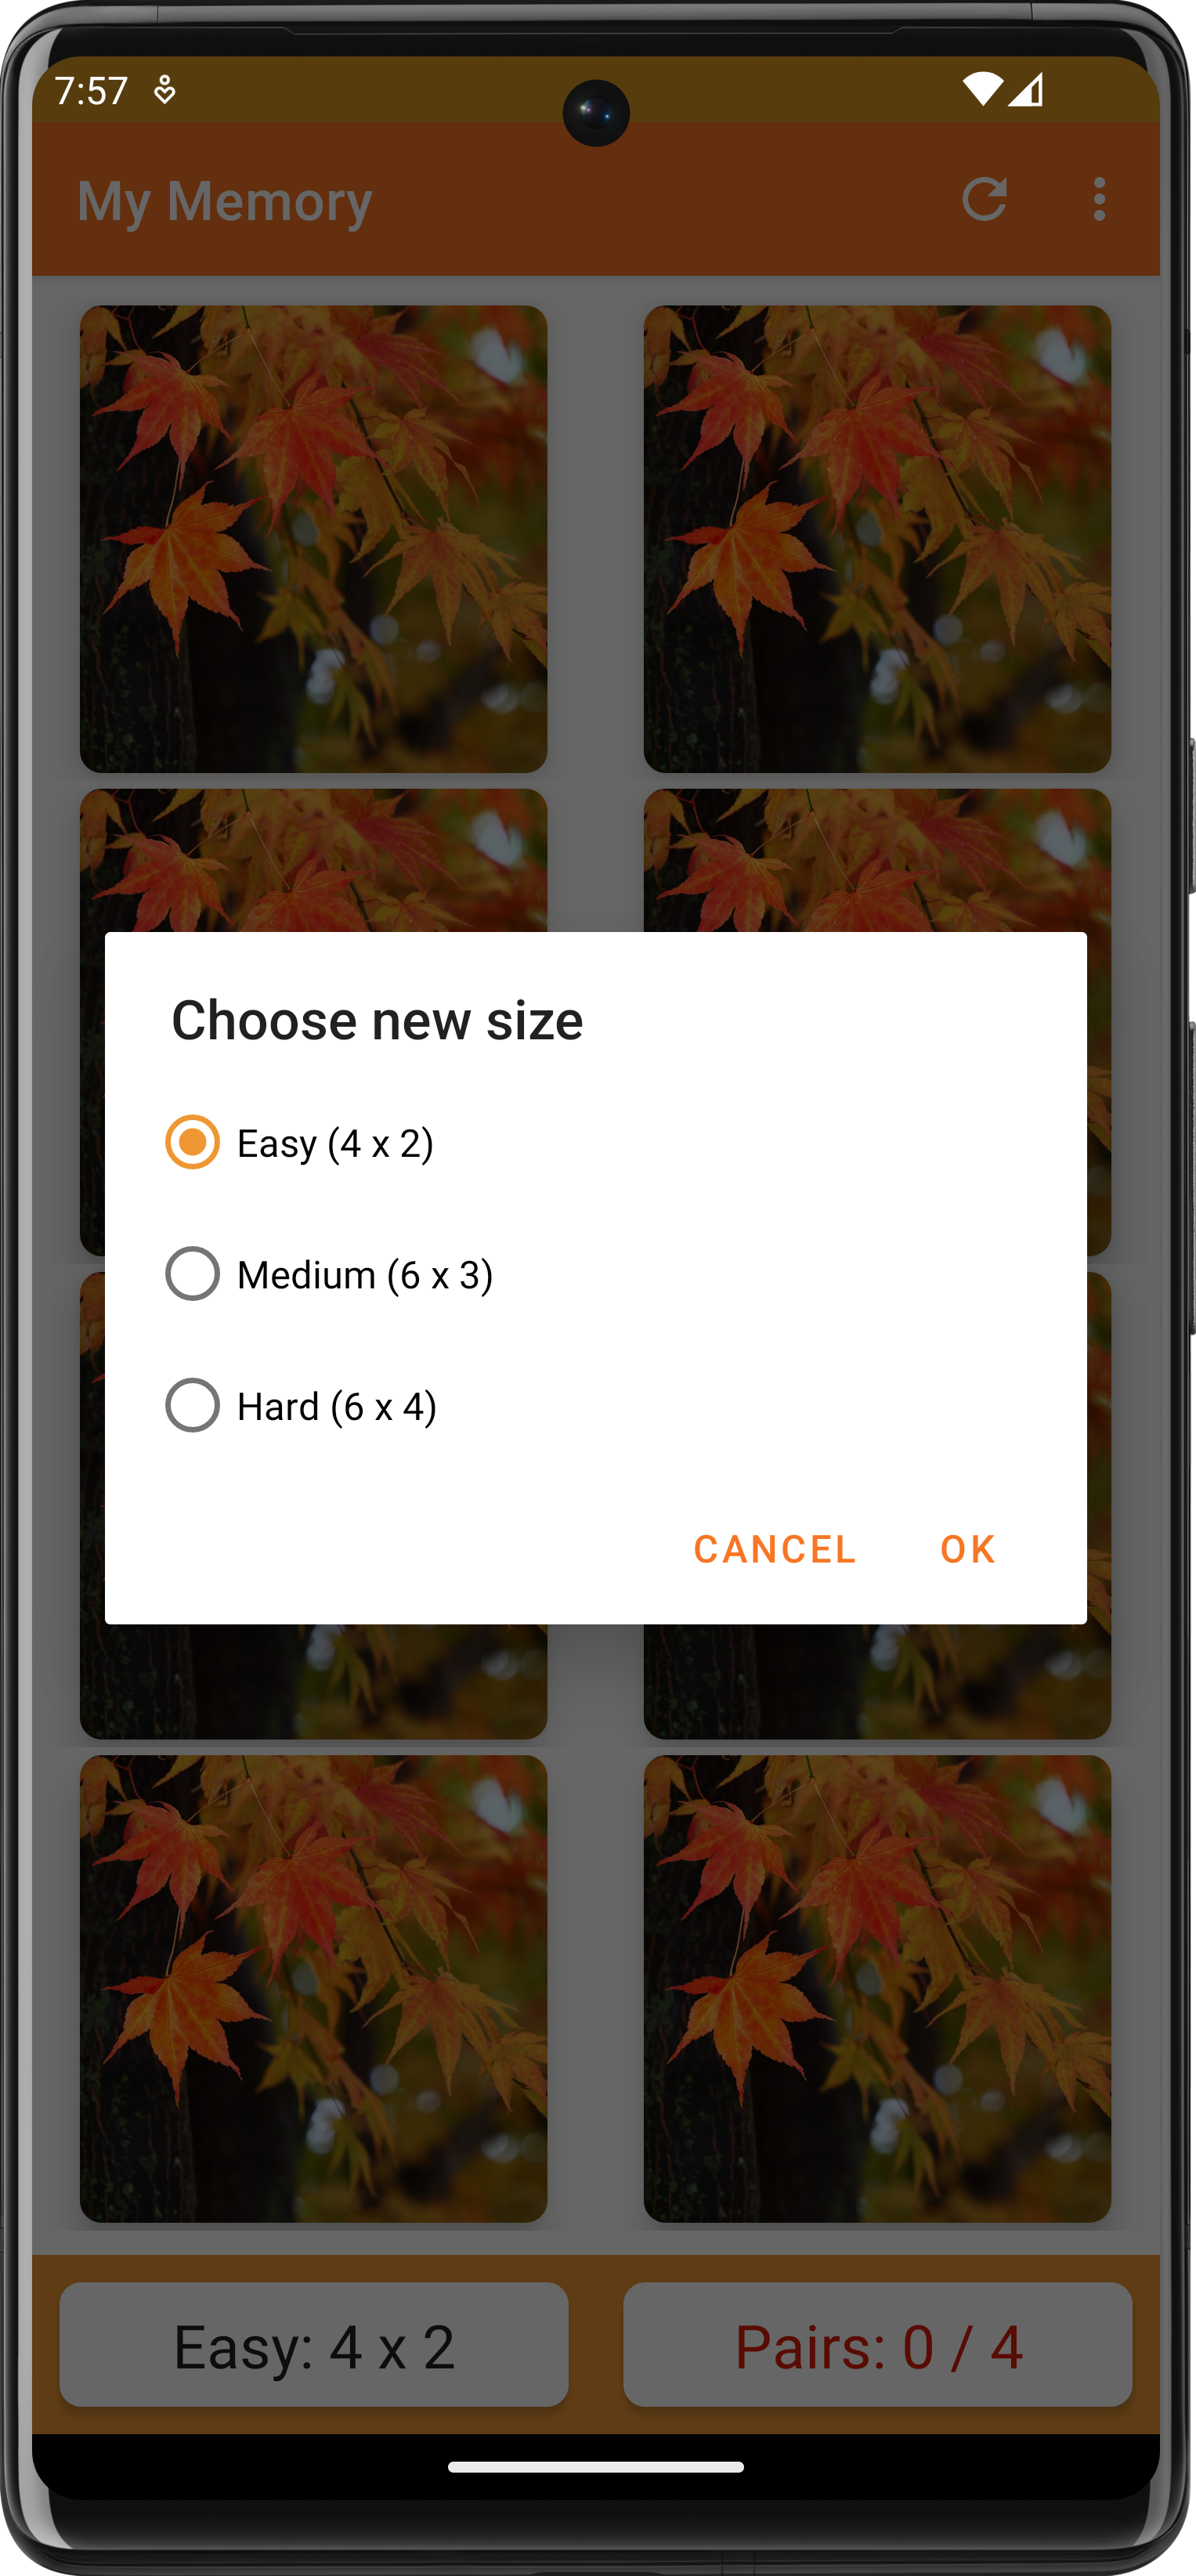 7:57
My Memory
Choose new size
Easy (4 x 2)
Medium (6 x 3)
Hard (6 x 4)
CANCEL OK
Easy: 4 x 2 Pairs: 0 / 4